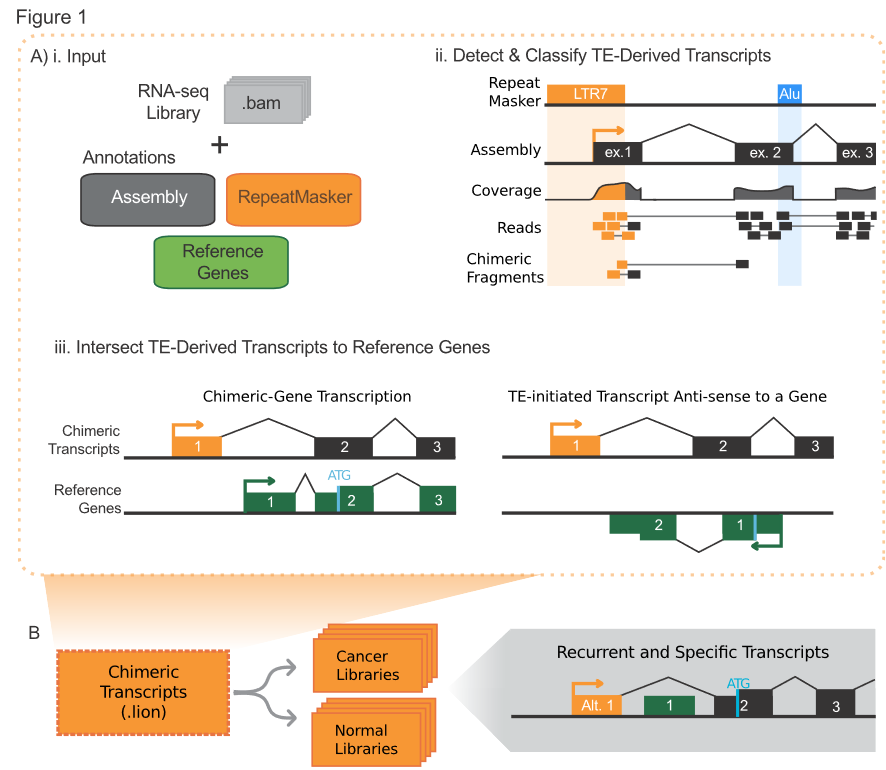 Figure 1
A) i. Input
RNA-seq
Library
.bam
+
Annotations
Assembly
RepeatMasker
Reference
Genes
ii. Detect & Classify TE-Derived Transcripts
Repeat
Masker
LTR7
Alu
Assembly
ex.1
ex. 2
ex. 3
Coverage
Reads
Chimeric
Fragments
iii. Intersect TE-Derived Transcripts to Reference Genes
Chimeric-Gene Transcription
Chimeric
Transcripts
1
2
3
Reference
Genes
1
ATG
2
3
TE-initiated Transcript Anti-sense to a Gene
1
2
3
2
1
B
Chimeric
Transcripts
(.lion)
Cancer
Libraries
Normal
Libraries
Recurrent and Specific Transcripts
Alt. 1
1
ATG
2
3